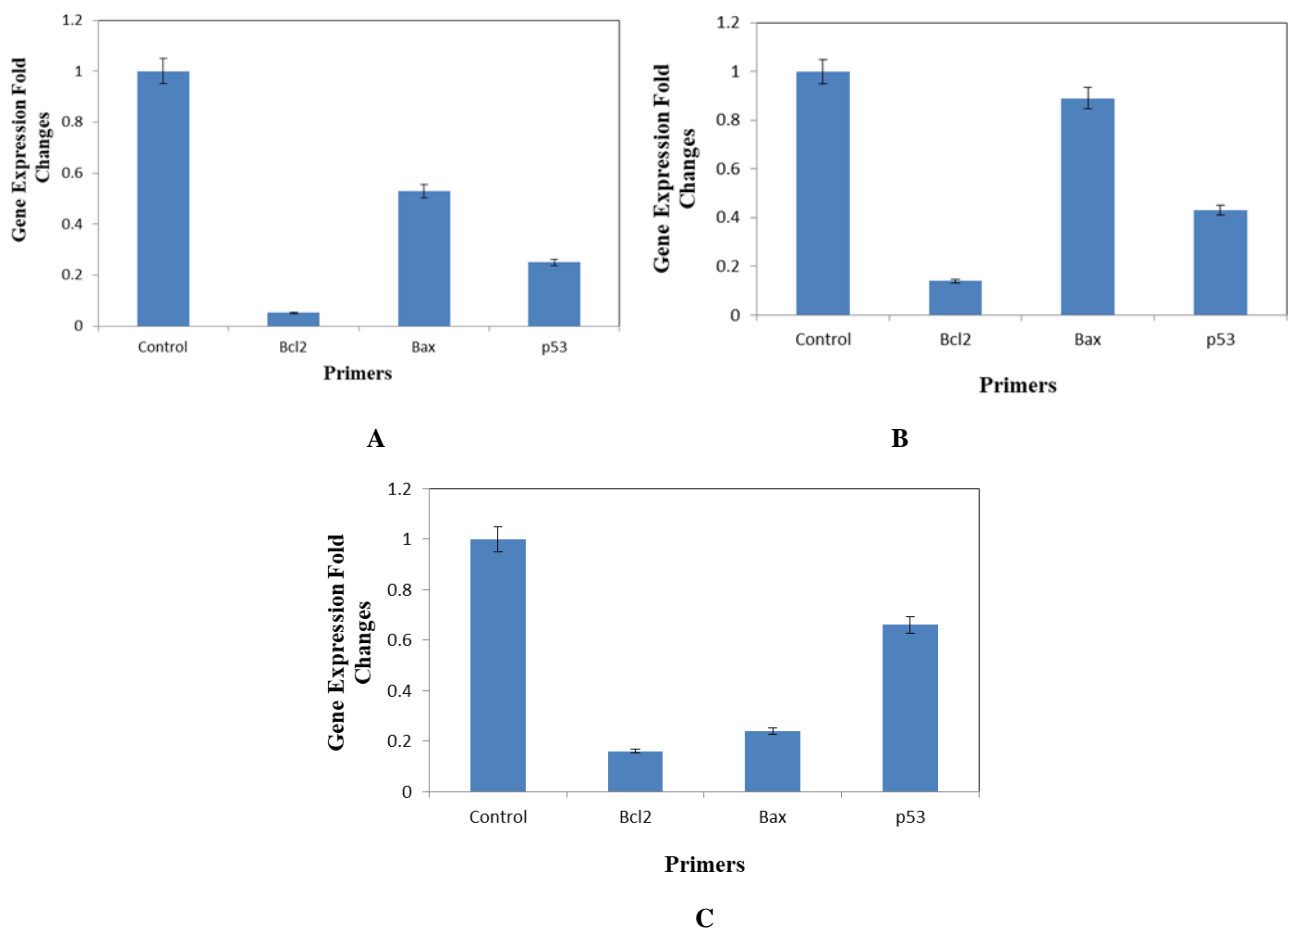 1.2
1
0.8
0.6
0.4
0.2
0
Gene Expression Fold
Changes
Control Bcl2 Bax p53
Primers
A
1.2
1
0.8
0.6
0.4
0.2
0
Gene Expression Fold
Changes
Control Bcl2 Bax p53
Primers
B
1.2
1
0.8
0.6
0.4
0.2
0
Gene Expression Fold
Changes
Control Bcl2 Bax p53
Primers
C